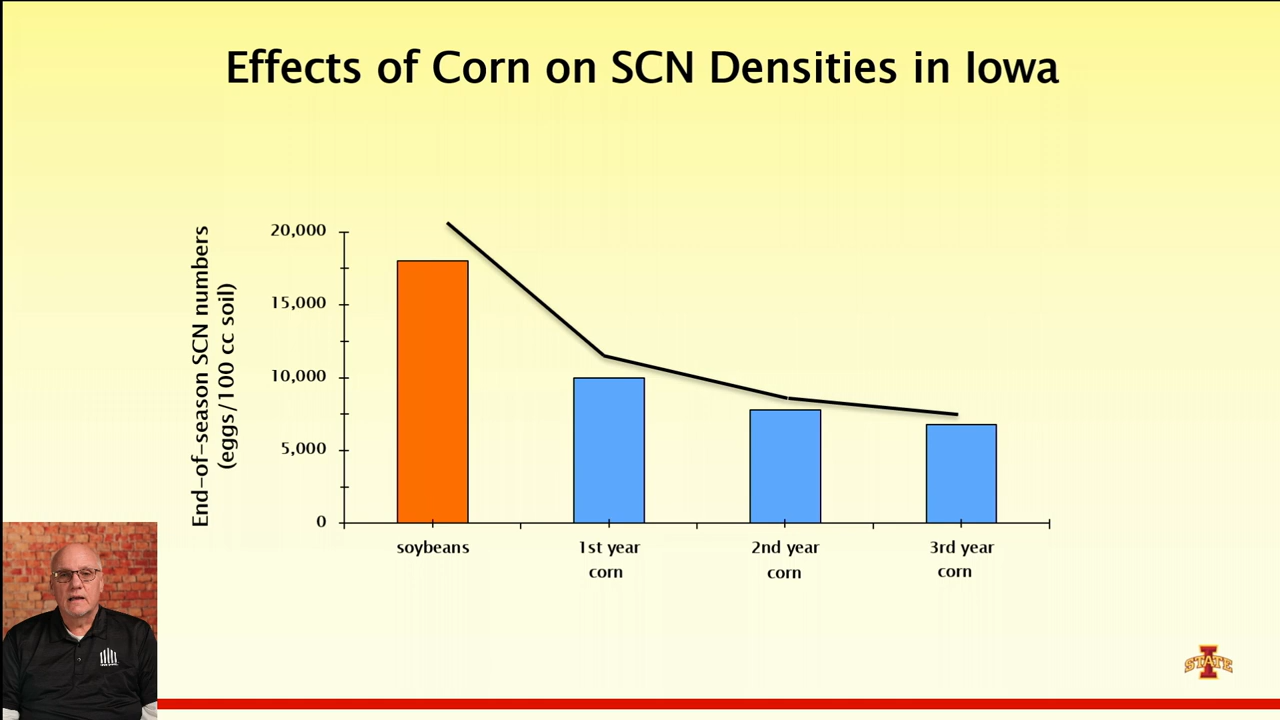 Effects of Corn on SCN Densities in Iowa
End-of-season SCN numbers
(eggs/100 cc soil)
20,000
15,000
10,000
5,000
0
soybeans
1st year
corn
2nd year
corn
3rd year
corn
STATE